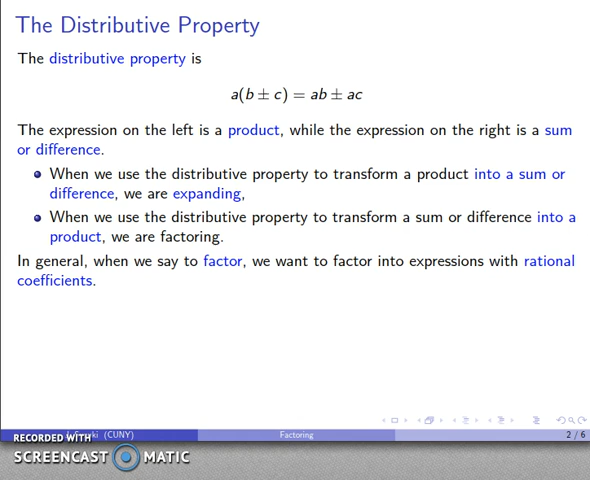 The Distributive Property
The distributive property is
a(b ± c) = ab ± ac
The expression on the left is a product, while the expression on the right is a sum
or difference.
When we use the distributive property to transform a product into a sum or
difference, we are expanding,
When we use the distributive property to transform a sum or difference into a
product, we are factoring.
In general, when we say to factor, we want to factor into expressions with rational
coefficients.
(CUNY) Factoring 2 / 6
RECORDED WITH
SCREENCAST MATIC